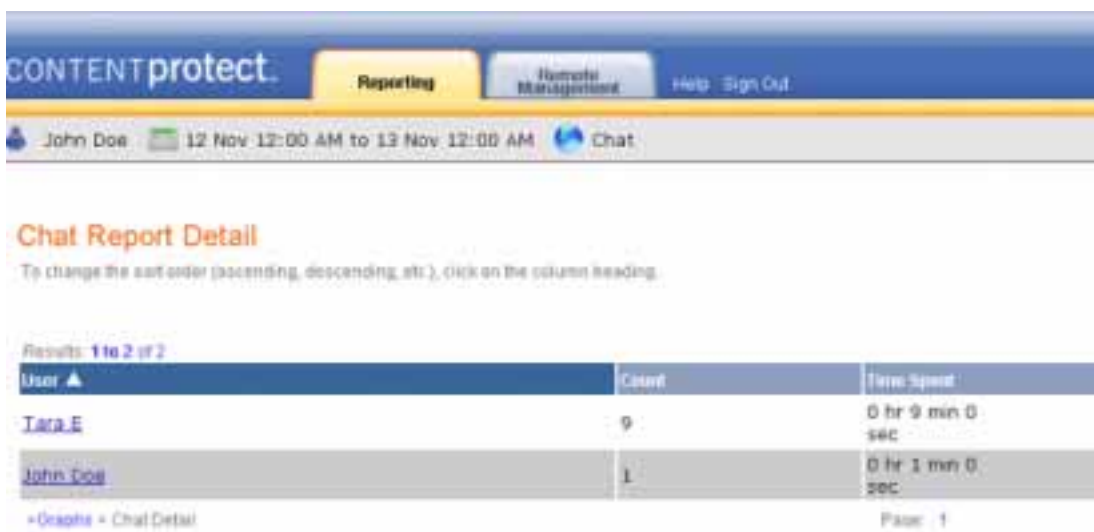 CONTENTprotect.
Reporting
Remote
Management
Help Sign Out
John Doe 12 Nov 12:00 AM to 13 Nov 12:00 AM Chat
Chat Report Detail
To change the sort order (ascending, descending, etc.), click on the column heading.
Results: 1 to 2 of 2
User ▲ Count Time Spent
Tara E 9 0 hr 9 min 0
sec
John Doe 1 0 hr 1 min 0
sec
Graphs Chat Detail Page: 1